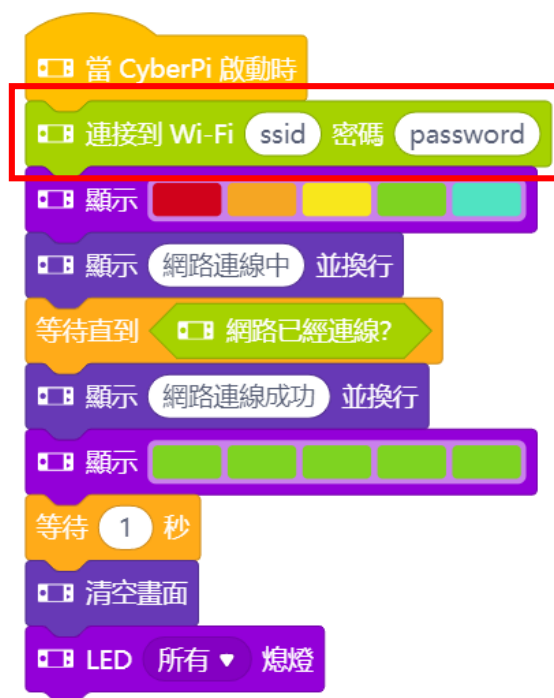 當 CyberPi 啟動時
連接到 Wi-Fi ssid 密碼 password
顯示
顯示 網路連線中 並換行
等待直到 網路已經連線?
顯示 網路連線成功 並換行
顯示
等待 1 秒
清空畫面
LED 所有 熄燈